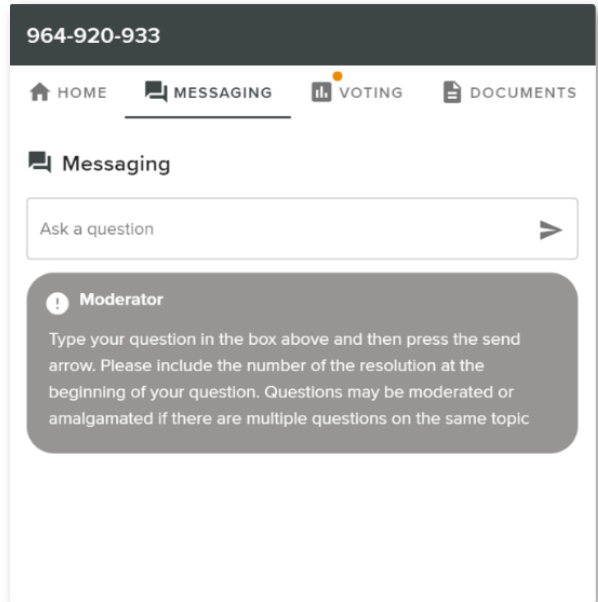 964-920-933
HOME MESSAGING VOTING DOCUMENTS
Messaging
Ask a question
Moderator
Type your question in the box above and then press the send
arrow. Please include the number of the resolution at the
beginning of your question. Questions may be moderated or
amalgamated if there are multiple questions on the same topic